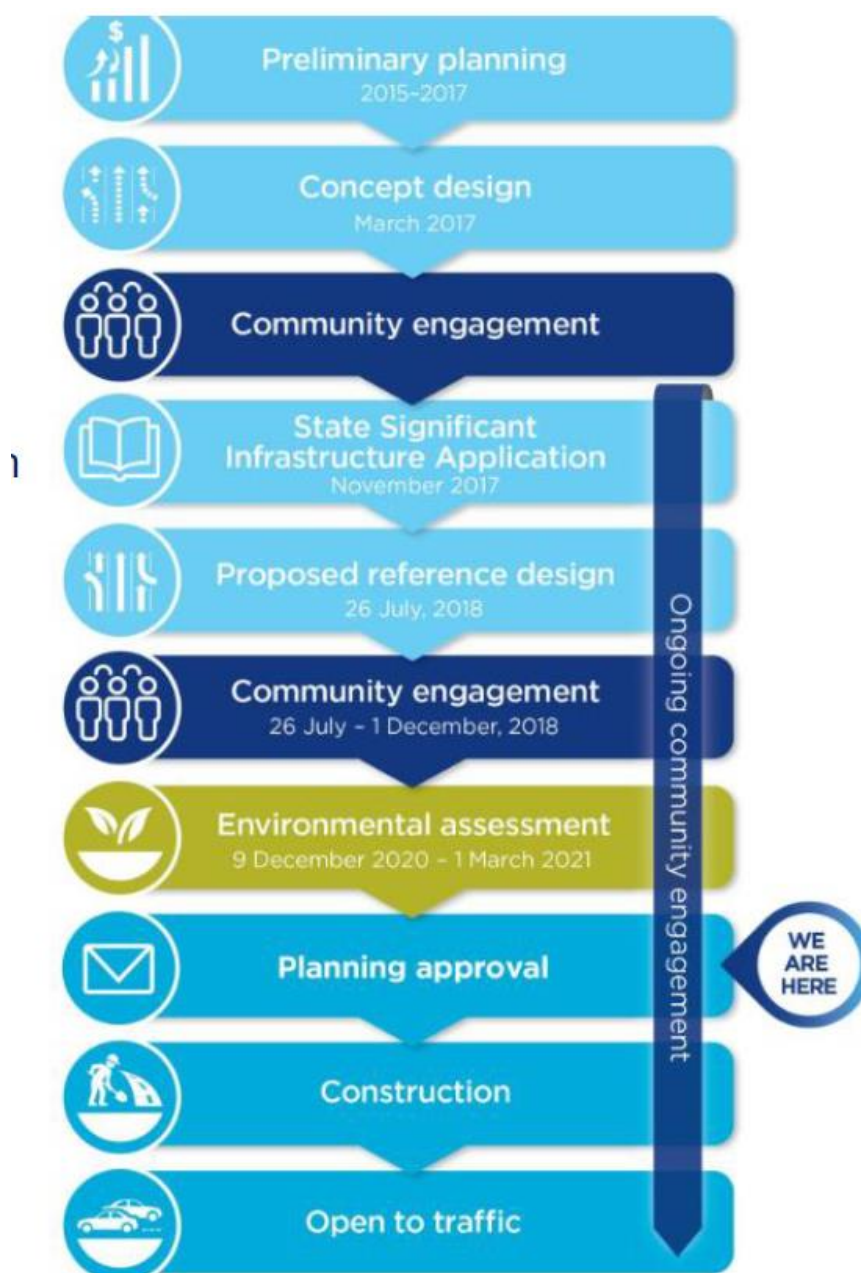 $
Preliminary planning
2015–2017
Concept design
March 2017
Community engagement
State Significant
Infrastructure Application
November 2017
n
Proposed reference design
26 July, 2018
Community engagement
26 July – 1 December, 2018
Environmental assessment
9 December 2020 – 1 March 2021
Planning approval
Construction
Open to traffic
Ongoing community engagement
WE
ARE
HERE